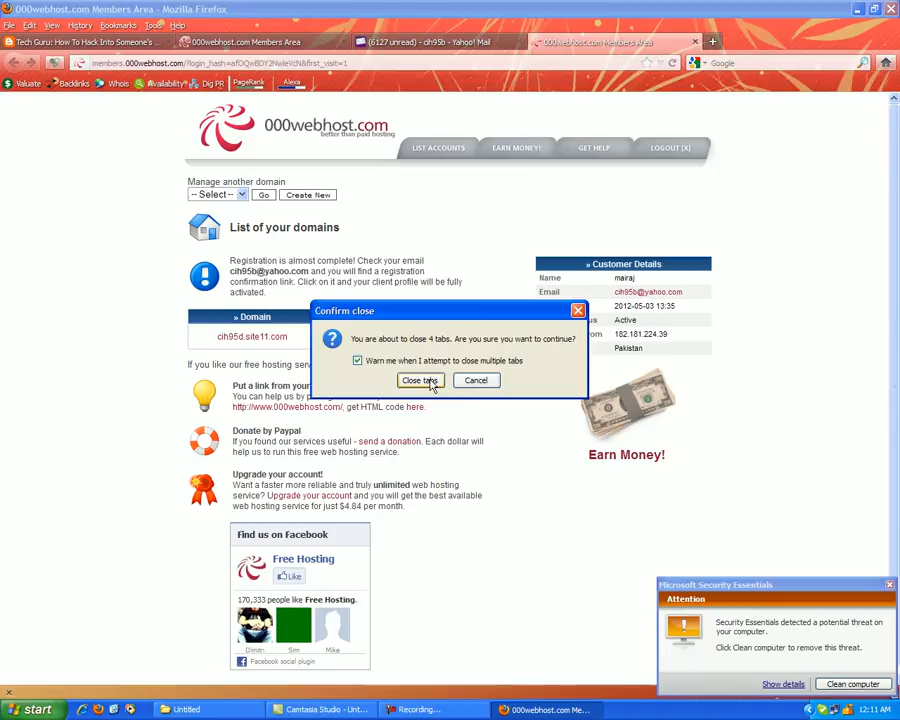 000webhost.com Members Area - Mozilla Firefox
File Edit View History Bookmarks Tools Help
Tech Guru: How To Hack Into Someone's ... 000webhost.com Members Area (6127 unread) - cih95b - Yahoo! Mail 000webhost.com Members Area
members.000webhost.com/?login_hash=afOQwBDY2NwIeVcN&first_visit=1 Google
Valuate Backlinks Whois Availability Dig PR PageRank Alexa
000webhost.com
better than paid hosting
LIST ACCOUNTS EARN MONEY! GET HELP LOGOUT [X]
Manage another domain
-- Select -- Go Create New
List of your domains
Registration is almost complete! Check your email
cih95b@yahoo.com and you will find a registration
confirmation link. Click on it and your client profile will be fully
activated.
» Customer Details
Name mairaj
Email cih95b@yahoo.com
2012-05-03 13:35
us Active
from 182.181.224.39
Pakistan
» Domain
cih95d.site11.com
Confirm close
You are about to close 4 tabs. Are you sure you want to continue?
Warn me when I attempt to close multiple tabs
Close tabs Cancel
If you like our free hosting
Put a link from your
You can help us by
http://www.000webhost.com/, get HTML code here.
Donate by Paypal
If you found our services useful - send a donation. Each dollar will
help us to run this free web hosting service.
Upgrade your account!
Want a faster more reliable and truly unlimited web hosting
service? Upgrade your account and you will get the best available
web hosting service for just $4.84 per month.
Earn Money!
Find us on Facebook
Free Hosting
Like
170,333 people like Free Hosting.
Dimitri Sim Mike
Facebook social plugin
Microsoft Security Essentials
Attention
Security Essentials detected a potential threat on
your computer.
Click Clean computer to remove this threat.
Show details Clean computer
start Untitled Camtasia Studio - Unt... Recording... 000webhost.com Me... 12:11 AM